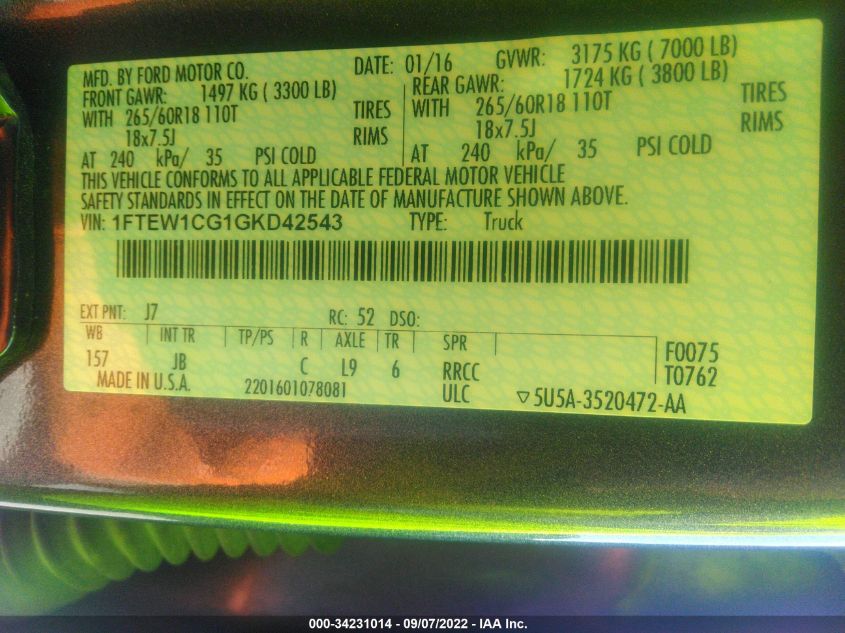 MFD. BY FORD MOTOR CO. DATE: 01/16 GVWR: 3175 KG ( 7000 LB)
FRONT GAWR: 1497 KG ( 3300 LB) REAR GAWR: 1724 KG ( 3800 LB)
WITH 265/60R18 110T TIRES WITH 265/60R18 110T TIRES
18x7.5J RIMS 18x7.5J RIMS
AT 240 kPa/ 35 PSI COLD AT 240 kPa/ 35 PSI COLD
THIS VEHICLE CONFORMS TO ALL APPLICABLE FEDERAL MOTOR VEHICLE
SAFETY STANDARDS IN EFFECT ON THE DATE OF MANUFACTURE SHOWN ABOVE.
VIN: 1FTEW1CG1GKD42543 TYPE: Truck
EXT PNT: J7 RC: 52 DSO:
WB INT TR TP/PS R AXLE TR SPR F0075
157 JB C L9 6 RRCC T0762
MADE IN U.S.A. 2201601078081 ULC ▽5U5A-3520472-AA
000-34231014 - 09/07/2022 - IAA Inc.